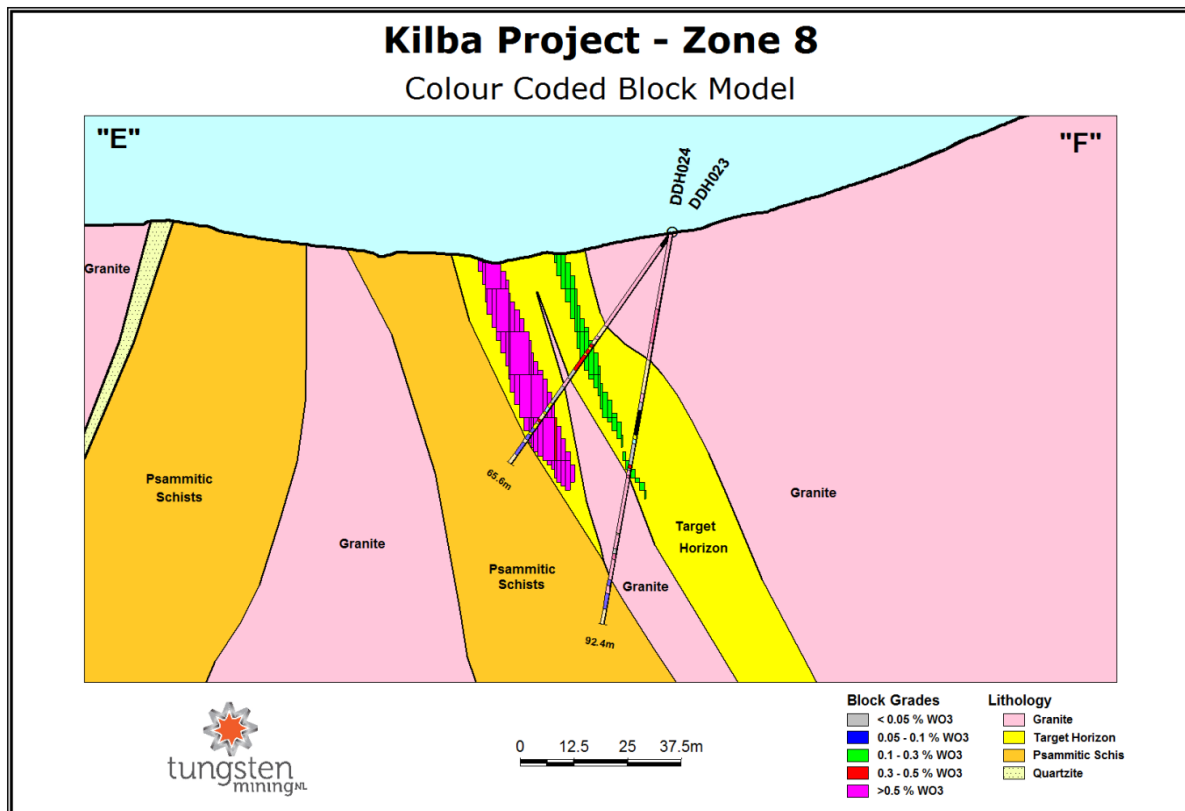 Kilba Project - Zone 8
Colour Coded Block Model
"E"
"F"
DDH024
DDH023
Granite
Psammitic
Schists
Granite
Psammitic
Schists
Granite
Target
Horizon
Granite
65.6m
92.4m
tungsten
miningNL
0 12.5 25 37.5m
Block Grades
< 0.05 % WO3
0.05 - 0.1 % WO3
0.1 - 0.3 % WO3
0.3 - 0.5 % WO3
>0.5 % WO3
Lithology
Granite
Target Horizon
Psammitic Schis
Quartzite